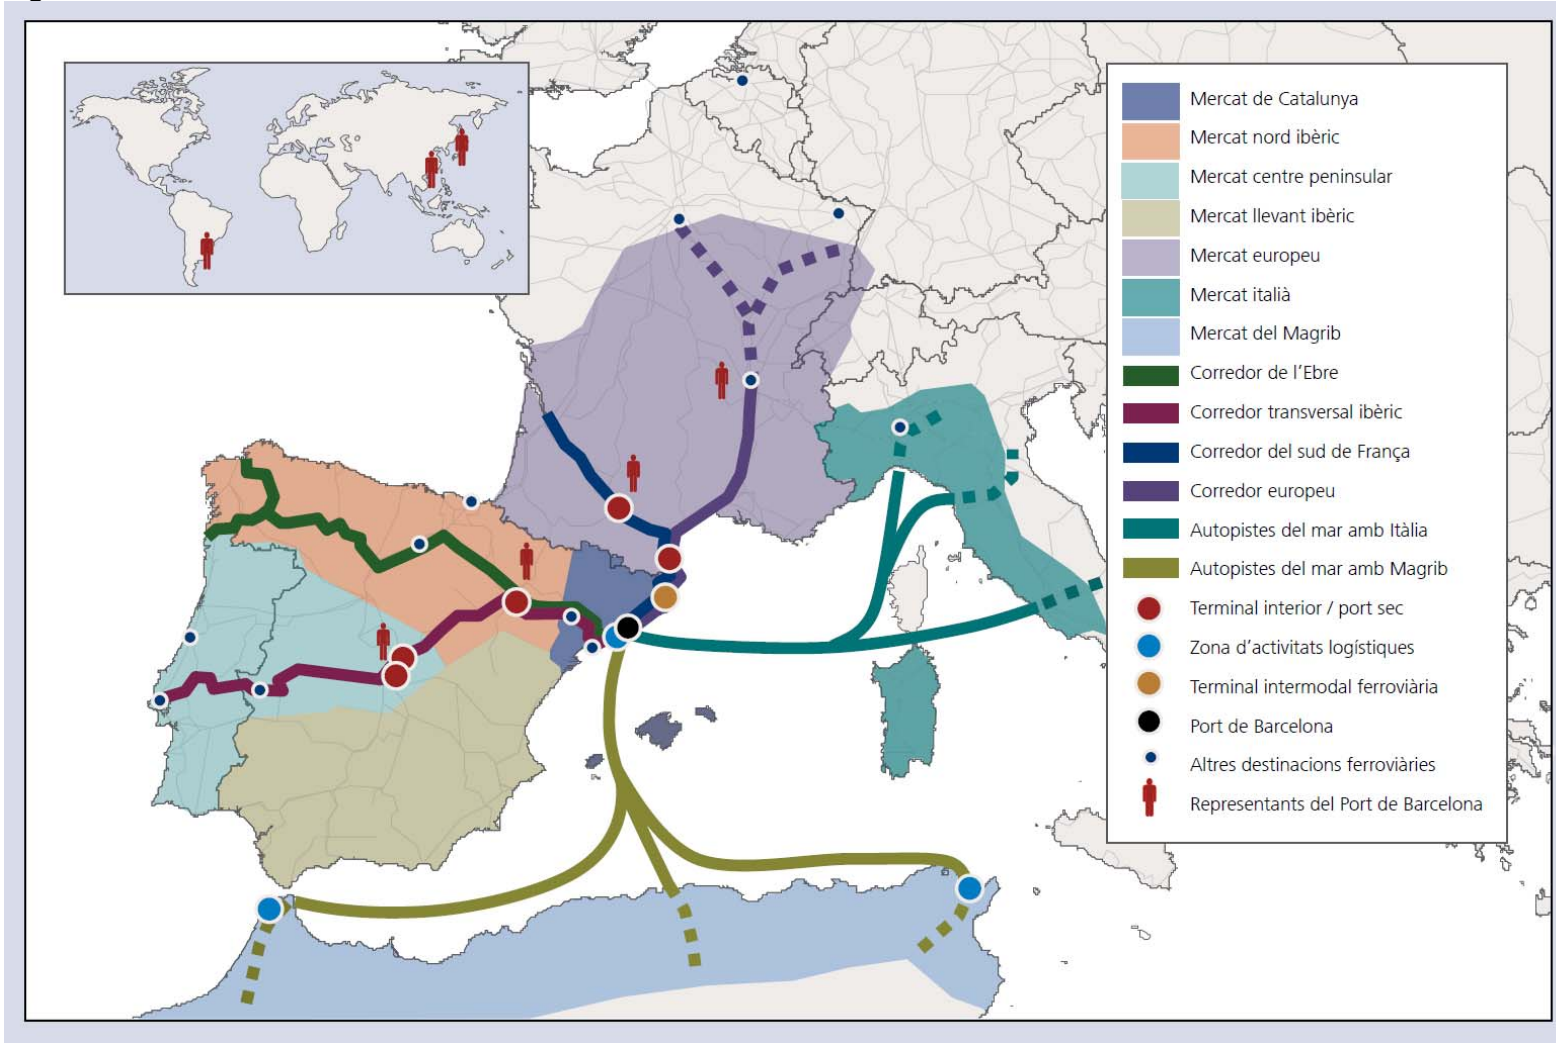 Mercat de Catalunya
Mercat nord ibèric
Mercat centre peninsular
Mercat llevant ibèric
Mercat europeu
Mercat italià
Mercat del Magrib
Corredor de l’Ebre
Corredor transversal ibèric
Corredor del sud de França
Corredor europeu
Autopistes del mar amb Itàlia
Autopistes del mar amb Magrib
Terminal interior / port sec
Zona d’activitats logístiques
Terminal intermodal ferroviària
Port de Barcelona
Altres destinacions ferroviàries
Representants del Port de Barcelona